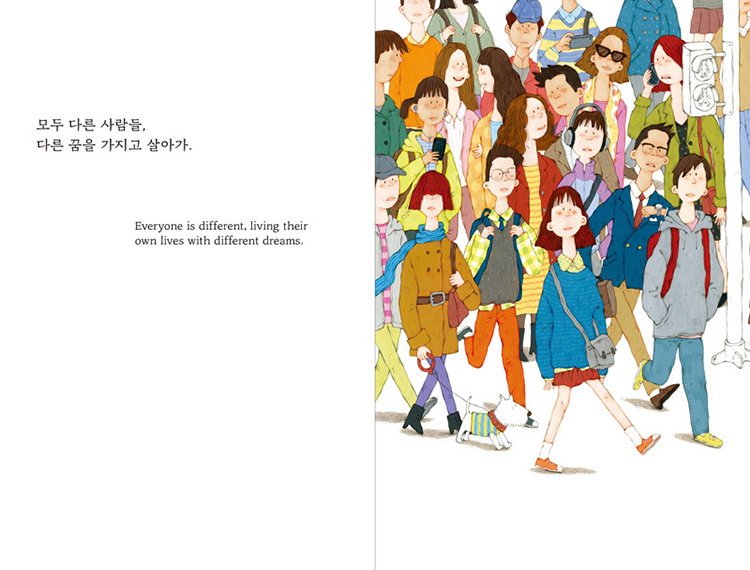 모두 다른 사람들,
다른 꿈을 가지고 살아가.
Everyone is different, living their
own lives with different dreams.